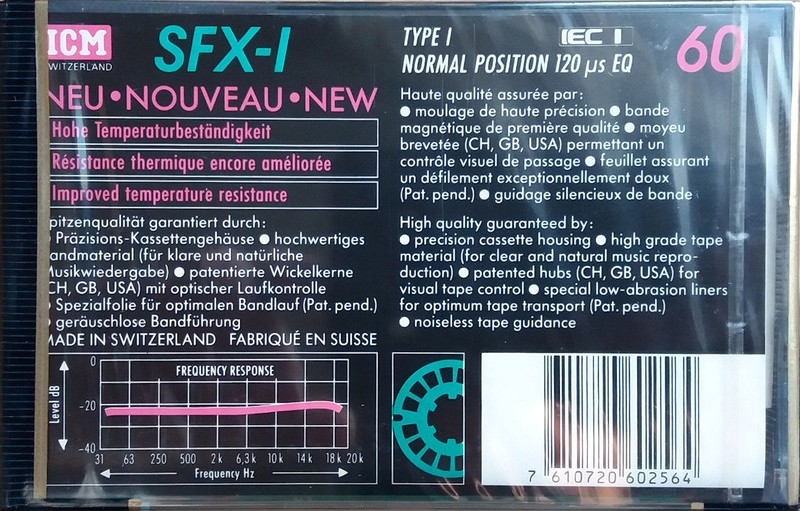 ICM
WITZERLAND
SFX-I
TYPE I
IEC I
NORMAL POSITION 120 µs EQ
60
NEU•NOUVEAU•NEW
Hohe Temperaturbeständigkeit
Résistance thermique encore améliorée
Improved temperature resistance
pitzenqualität garantiert durch:
Präzisions-Kassettengehäuse ● hochwertiges
andmaterial (für klare und natürliche
Musikwiedergabe) ● patentierte Wickelkerne
CH, GB, USA) mit optischer Laufkontrolle
● Spezialfolie für optimalen Bandlauf (Pat. pend.)
● geräuschlose Bandführung
MADE IN SWITZERLAND FABRIQUÉ EN SUISSE
Haute qualité assurée par:
● moulage de haute précision ● bande
magnétique de première qualité ● moyeu
brevetée (CH, GB, USA) permettant un
contrôle visuel de passage ● feuillet assurant
un défilement exceptionnellement doux
(Pat. pend.) ● guidage silencieux de bande
High quality guaranteed by:
● precision cassette housing ● high grade tape
material (for clear and natural music repro-
duction) ● patented hubs (CH, GB, USA) for
visual tape control ● special low-abrasion liners
for optimum tape transport (Pat. pend.)
● noiseless tape guidance
FREQUENCY RESPONSE
Level dB
0
-20
-40
31 ,63 250 500 2k 6,3k 10k 14k 18k 20k
Frequency Hz
7 610720 602564